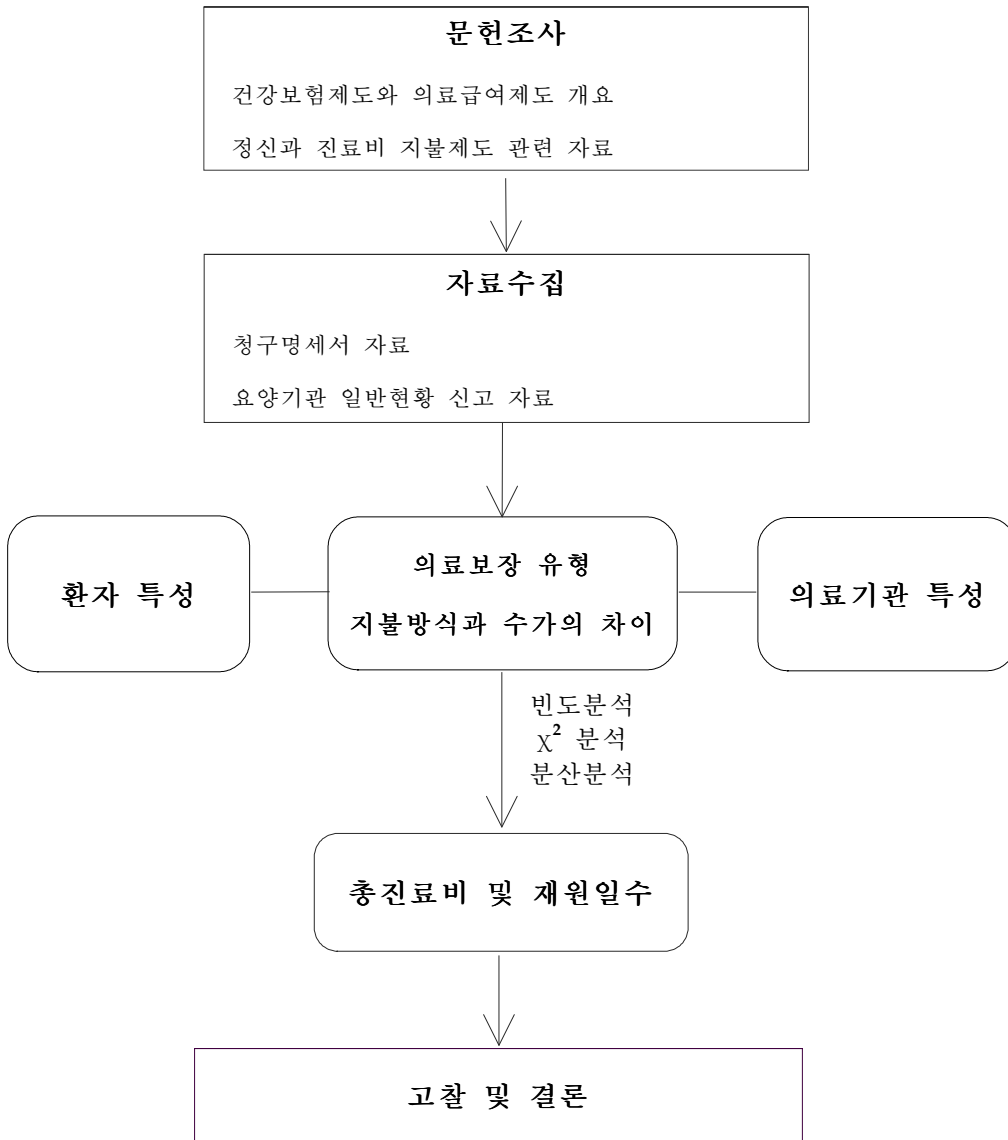 문헌조사
건강보험제도와 의료급여제도 개요
정신과 진료비 지불제도 관련 자료
자료수집
청구명세서 자료
요양기관 일반현황 신고 자료
환자 특성
의료보장 유형
지불방식과 수가의 차이
의료기관 특성
빈도분석
χ² 분석
분산분석
총진료비 및 재원일수
고찰 및 결론